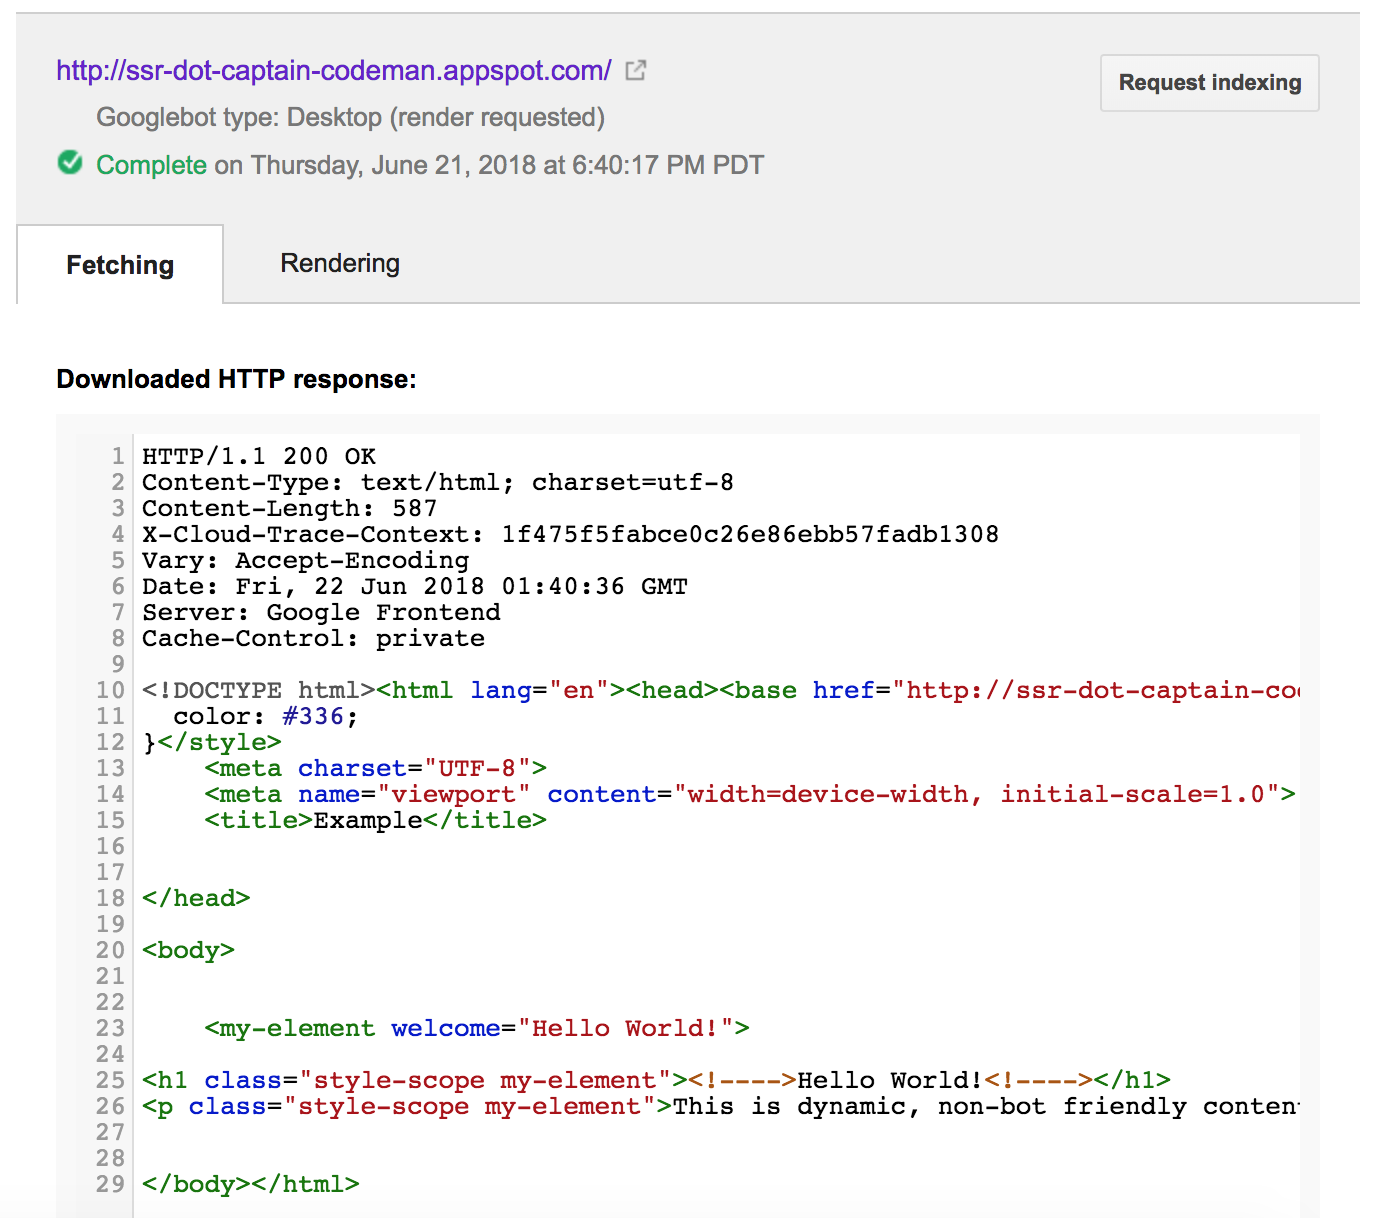 http://ssr-dot-captain-codeman.appspot.com/
Request indexing
Googlebot type: Desktop (render requested)
Complete on Thursday, June 21, 2018 at 6:40:17 PM PDT
Fetching
Rendering
Downloaded HTTP response:
1 HTTP/1.1 200 OK
2 Content-Type: text/html; charset=utf-8
3 Content-Length: 587
4 X-Cloud-Trace-Context: 1f475f5fabce0c26e86ebb57fadb1308
5 Vary: Accept-Encoding
6 Date: Fri, 22 Jun 2018 01:40:36 GMT
7 Server: Google Frontend
8 Cache-Control: private
9
10 <!DOCTYPE html><html lang="en"><head><base href="http://ssr-dot-captain-co
11   color: #336;
12 }</style>
13     <meta charset="UTF-8">
14     <meta name="viewport" content="width=device-width, initial-scale=1.0">
15     <title>Example</title>
16
17
18 </head>
19
20 <body>
21
22
23     <my-element welcome="Hello World!">
24
25 <h1 class="style-scope my-element"><!---->Hello World!<!----></h1>
26 <p class="style-scope my-element">This is dynamic, non-bot friendly conten
27
28
29 </body></html>